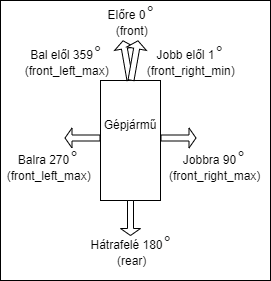 Előre 0°
(front)
Bal elől 359°
(front_left_max)
Jobb elől 1°
(front_right_min)
Gépjármű
Balra 270°
(front_left_max)
Jobbra 90°
(front_right_max)
Hátrafelé 180°
(rear)